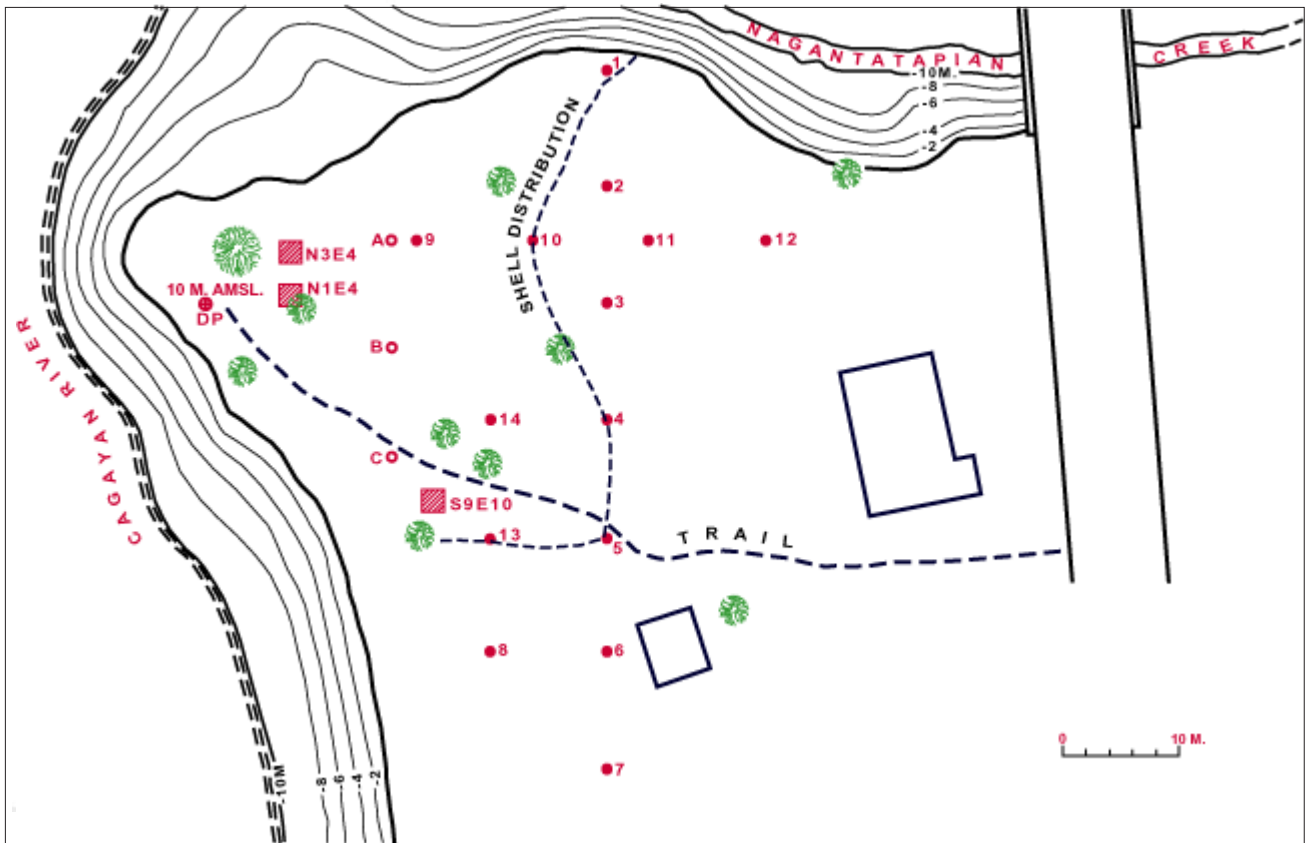 NAGANTATAPIAN CREEK
-10M.
-8
-6
-4
-2
1
SHELL DISTRIBUTION
2
A 9 10 11 12
N3E4
10 M. AMSL.
N1E4
DP
3
CAGAYAN RIVER
B
14 4
C
S9E10
13 5
TRAIL
8 6
0 10 M.
7
-10M
-8
-6
-4
-2